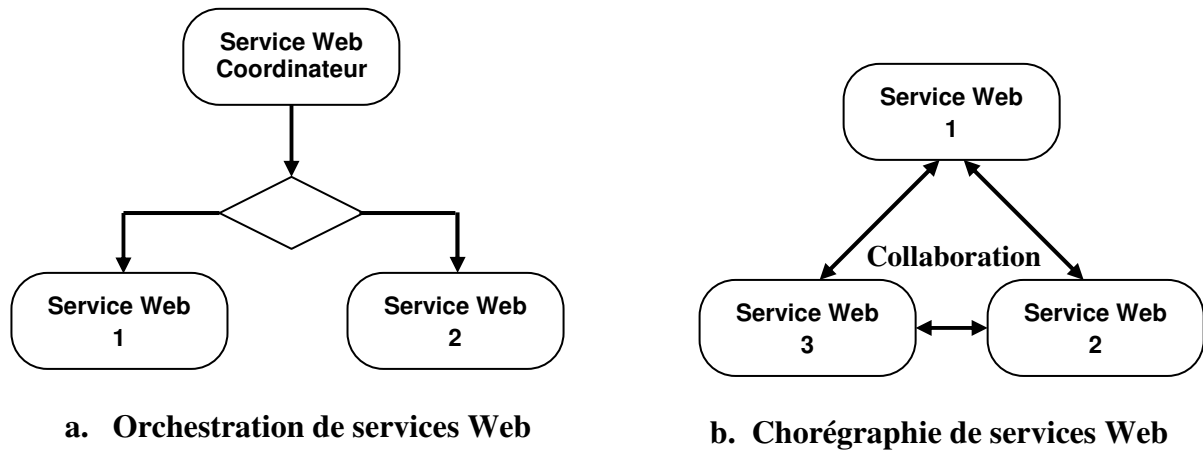 Service Web
Coordinateur
Service Web
1
Service Web
2
a. Orchestration de services Web
Service Web
1
Collaboration
Service Web
3
Service Web
2
b. Chorégraphie de services Web